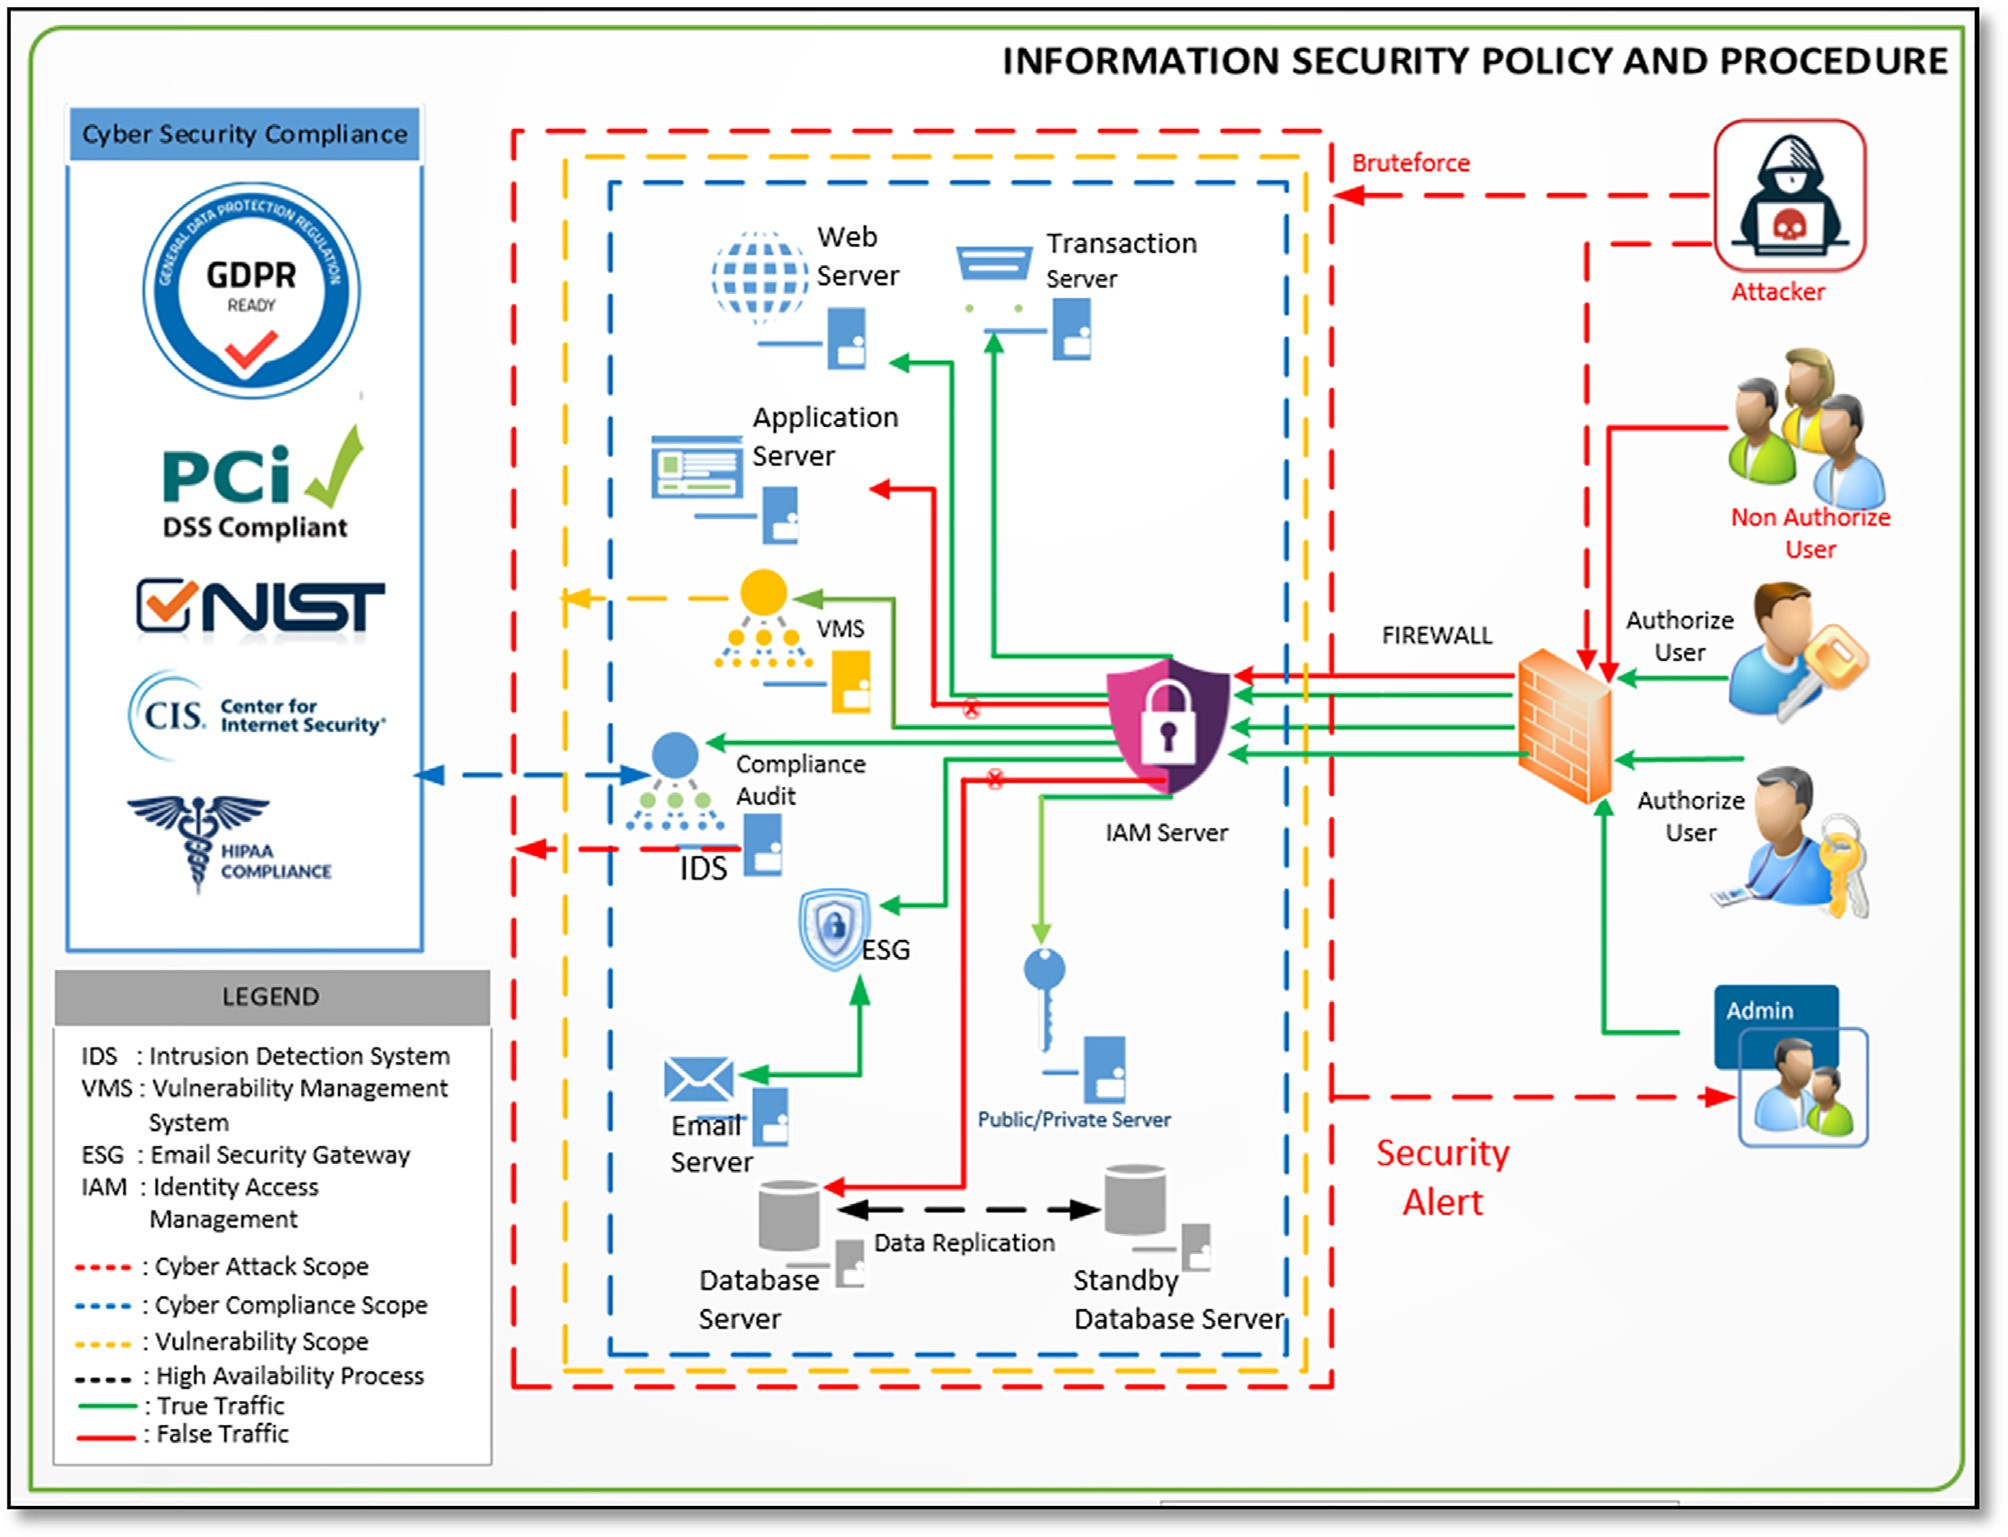 INFORMATION SECURITY POLICY AND PROCEDURE
Cyber Security Compliance
GENERAL DATA PROTECTION REGULATION
GDPR
READY
PCi
DSS Compliant
NIST
CIS.
Center for
Internet Security®
HIPAA
COMPLIANCE
LEGEND
IDS : Intrusion Detection System
VMS : Vulnerability Management
System
ESG : Email Security Gateway
IAM : Identity Access
Management
: Cyber Attack Scope
: Cyber Compliance Scope
: Vulnerability Scope
: High Availability Process
: True Traffic
: False Traffic
Web
Server
Transaction
Server
Application
Server
VMS
Compliance
Audit
IDS
ESG
Email
Server
Database
Server
Data Replication
Standby
Database Server
Public/Private Server
IAM Server
FIREWALL
Bruteforce
Attacker
Non Authorize
User
Authorize
User
Authorize
User
Admin
Security
Alert